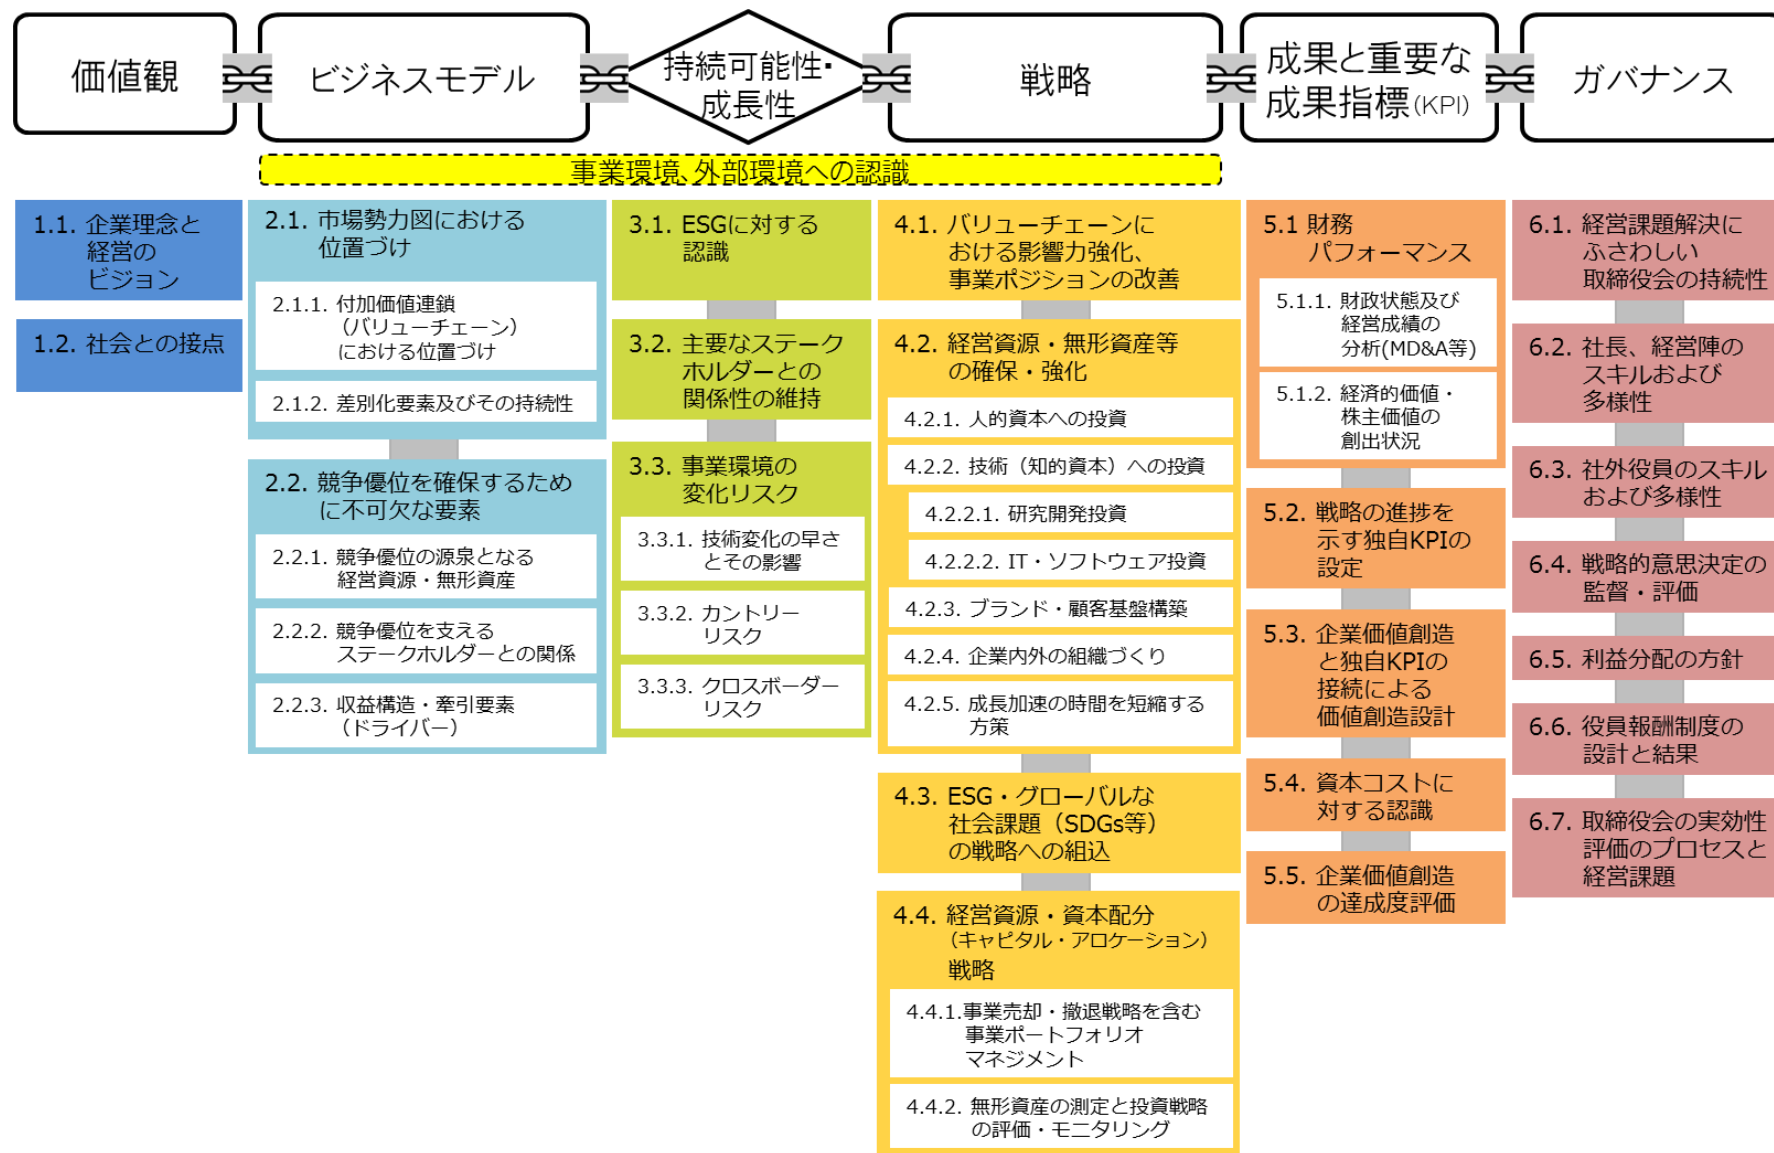 価値観
ビジネスモデル
持続可能性・
成長性
戦略
成果と重要な
成果指標(KPI)
ガバナンス
事業環境、外部環境への認識
1.1. 企業理念と
経営の
ビジョン
1.2. 社会との接点
2.1. 市場勢力図における
位置づけ
2.1.1. 付加価値連鎖
（バリューチェーン）
における位置づけ
2.1.2. 差別化要素及びその持続性
2.2. 競争優位を確保するため
に不可欠な要素
2.2.1. 競争優位の源泉となる
経営資源・無形資産
2.2.2. 競争優位を支える
ステークホルダーとの関係
2.2.3. 収益構造・牽引要素
（ドライバー）
3.1. ESGに対する
認識
3.2. 主要なステーク
ホルダーとの
関係性の維持
3.3. 事業環境の
変化リスク
3.3.1. 技術変化の早さ
とその影響
3.3.2. カントリー
リスク
3.3.3. クロスボーダー
リスク
4.1. バリューチェーンに
おける影響力強化、
事業ポジションの改善
4.2. 経営資源・無形資産等
の確保・強化
4.2.1. 人的資本への投資
4.2.2. 技術（知的資本）への投資
4.2.2.1. 研究開発投資
4.2.2.2. IT・ソフトウェア投資
4.2.3. ブランド・顧客基盤構築
4.2.4. 企業内外の組織づくり
4.2.5. 成長加速の時間を短縮する
方策
4.3. ESG・グローバルな
社会課題（SDGs等）
の戦略への組込
4.4. 経営資源・資本配分
（キャピタル・アロケーション）
戦略
4.4.1.事業売却・撤退戦略を含む
事業ポートフォリオ
マネジメント
4.4.2. 無形資産の測定と投資戦略
の評価・モニタリング
5.1 財務
パフォーマンス
5.1.1. 財政状態及び
経営成績の
分析(MD&A等)
5.1.2. 経済的価値・
株主価値の
創出状況
5.2. 戦略の進捗を
示す独自KPIの
設定
5.3. 企業価値創造
と独自KPIの
接続による
価値創造設計
5.4. 資本コストに
対する認識
5.5. 企業価値創造
の達成度評価
6.1. 経営課題解決に
ふさわしい
取締役会の持続性
6.2. 社長、経営陣の
スキルおよび
多様性
6.3. 社外役員のスキル
および多様性
6.4. 戦略的意思決定の
監督・評価
6.5. 利益分配の方針
6.6. 役員報酬制度の
設計と結果
6.7. 取締役会の実効性
評価のプロセスと
経営課題